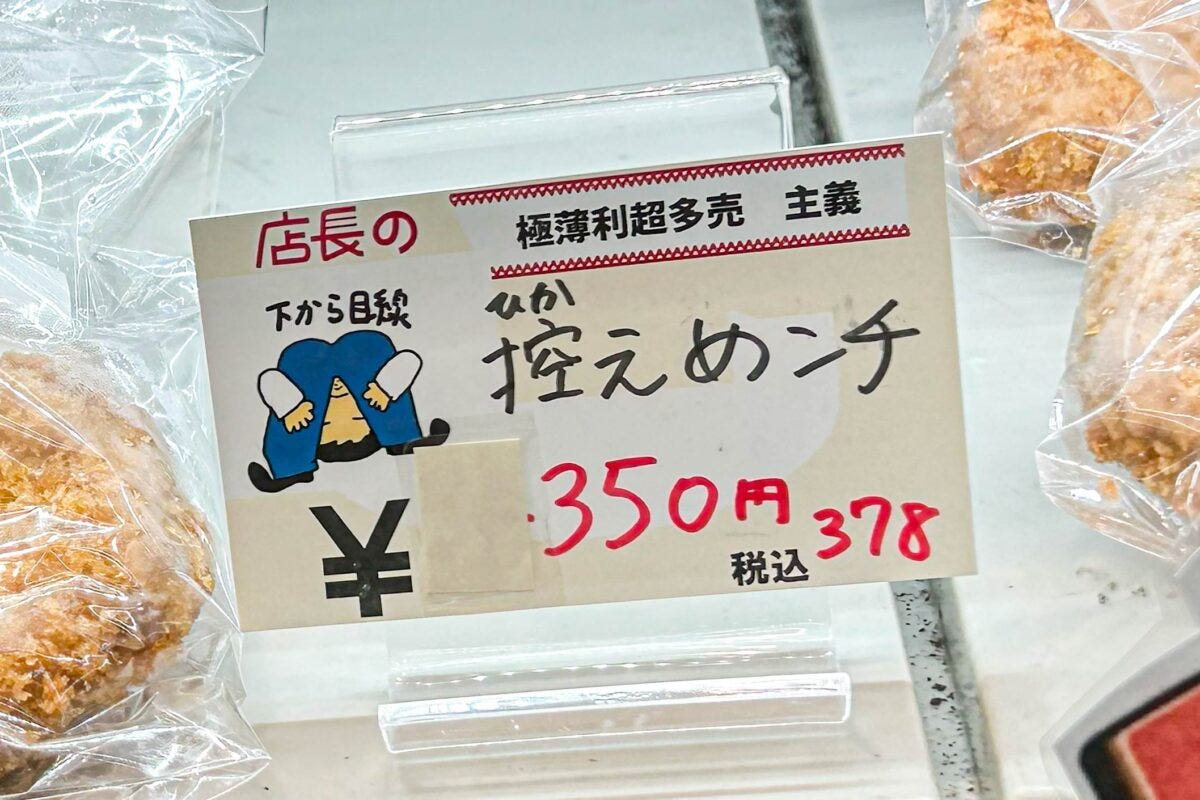 店長の
極薄利超多売 主義
下から目線
ひか
控えめンチ
¥
350円
税込 378